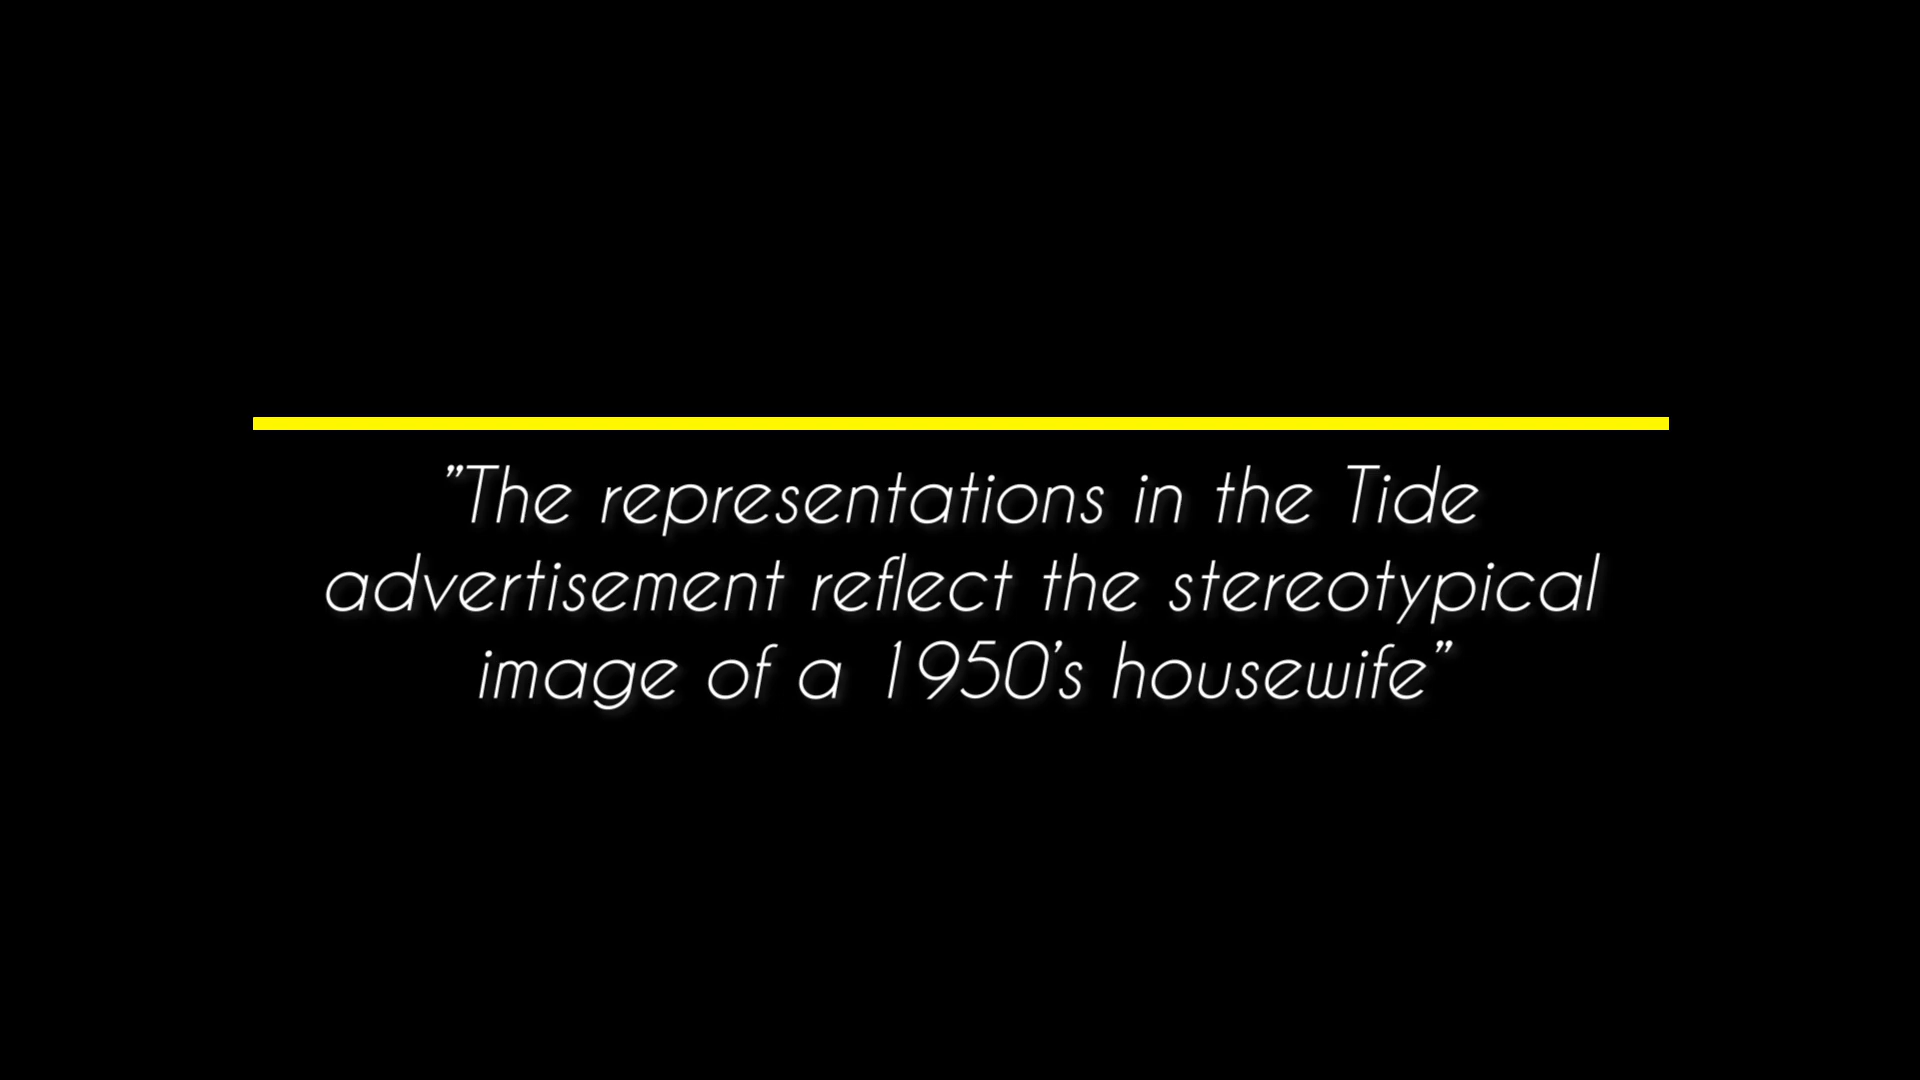 ”The representations in the Tide
advertisement reflect the stereotypical
image of a 1950’s housewife”